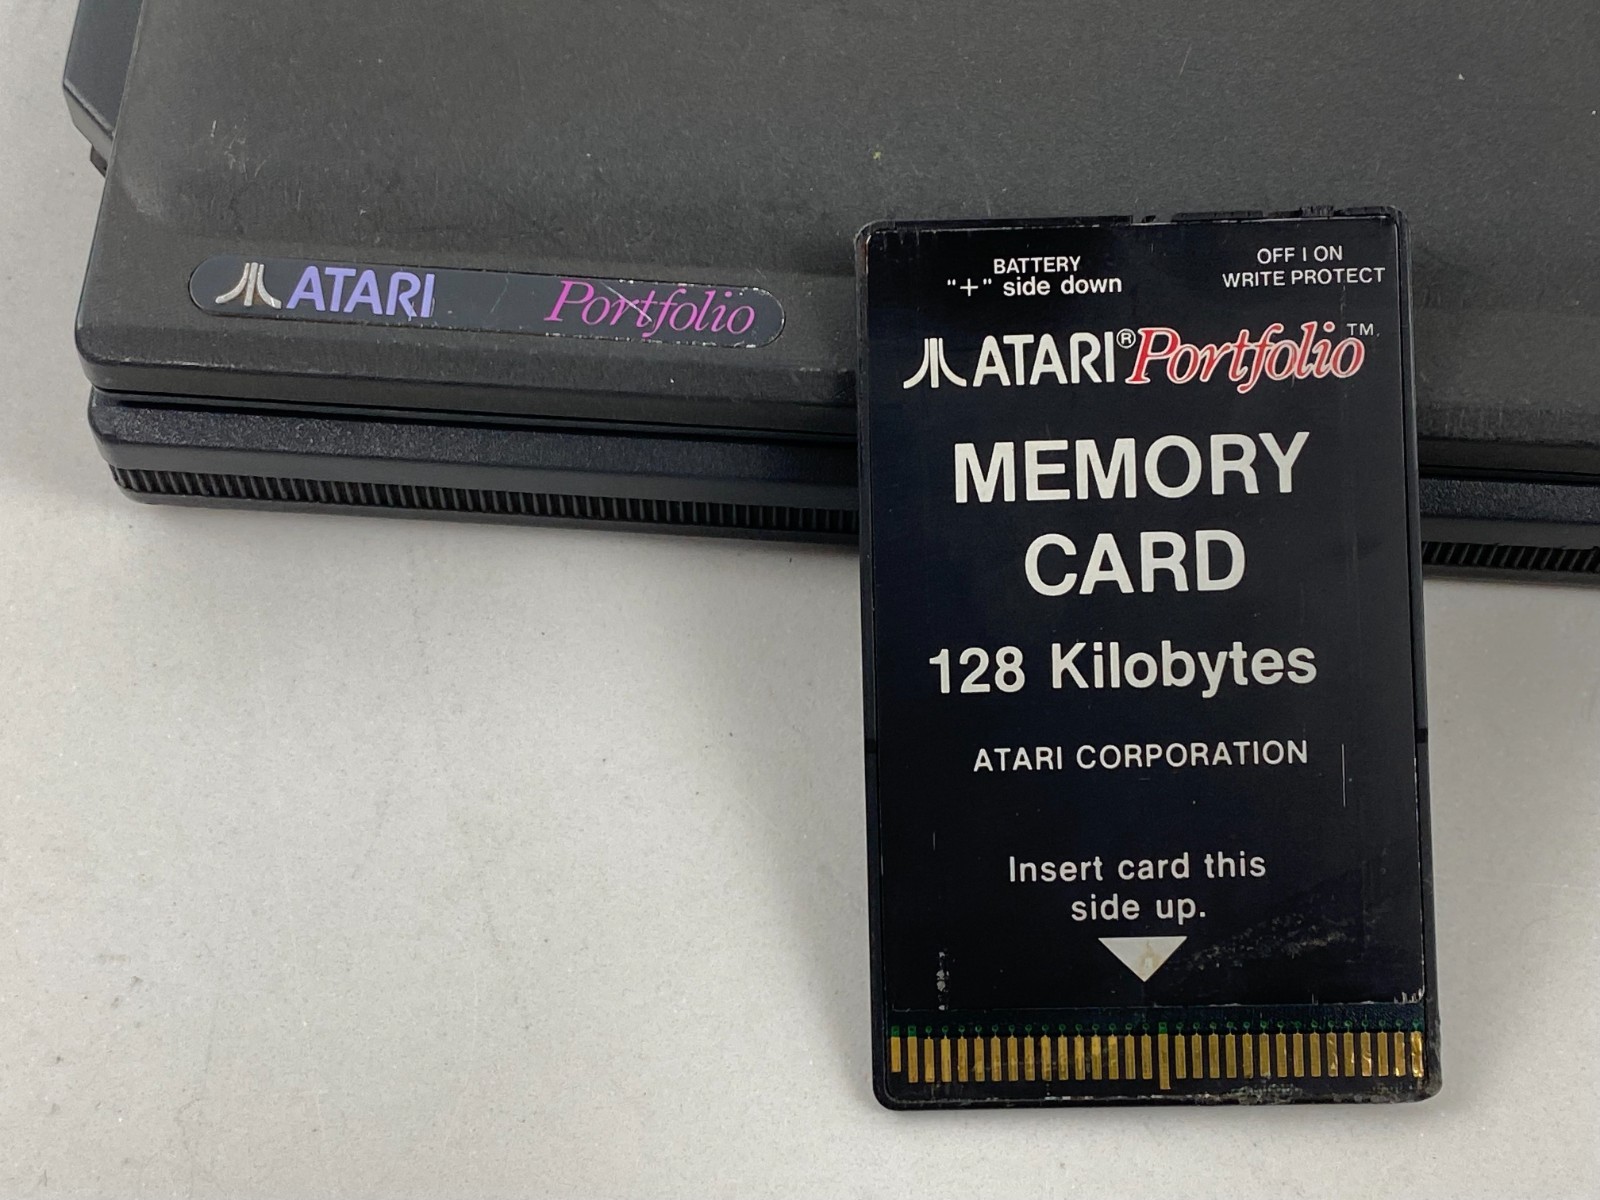 ATARI Portfolio
BATTERY
"+" side down
OFF I ON
WRITE PROTECT
ATARI® Portfolio™
MEMORY
CARD
128 Kilobytes
ATARI CORPORATION
Insert card this
side up.